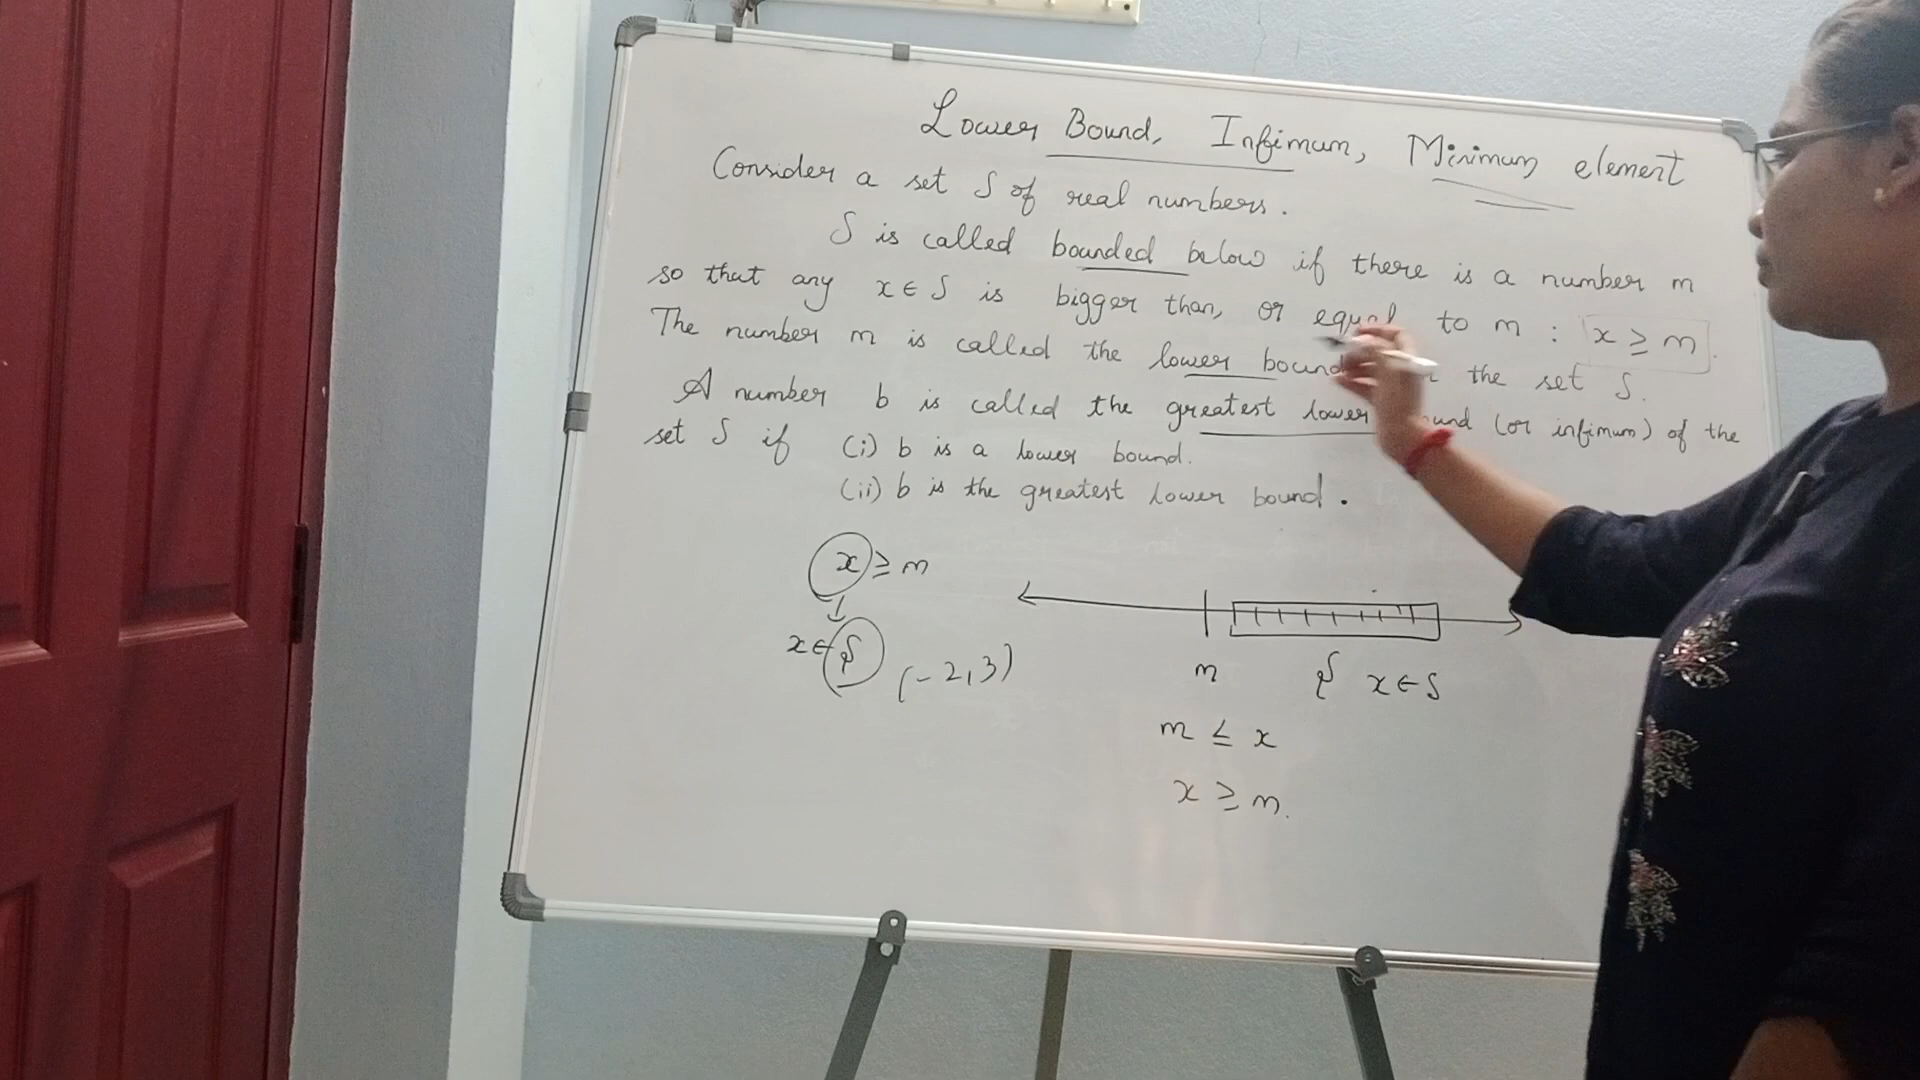 Lower Bound, Infimum, Minimum element
Consider a set S of real numbers.
S is called bounded below if there is a number m
so that any x ∈ S is bigger than, or equal to m : x ≥ m.
The number m is called the lower bound the set S.
A number b is called the greatest lower (or infimum) of the
set S if (i) b is a lower bound.
(ii) b is the greatest lower bound.
x ≥ m
x ∈ S (-2,3)
m S x ∈ S
m ≤ x
x ≥ m.